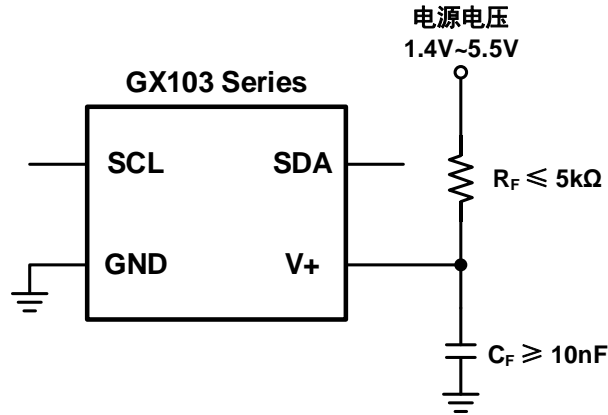 电源电压
1.4V~5.5V
GX103 Series
SCL
SDA
RF ≤ 5kΩ
GND
V+
CF ≥ 10nF